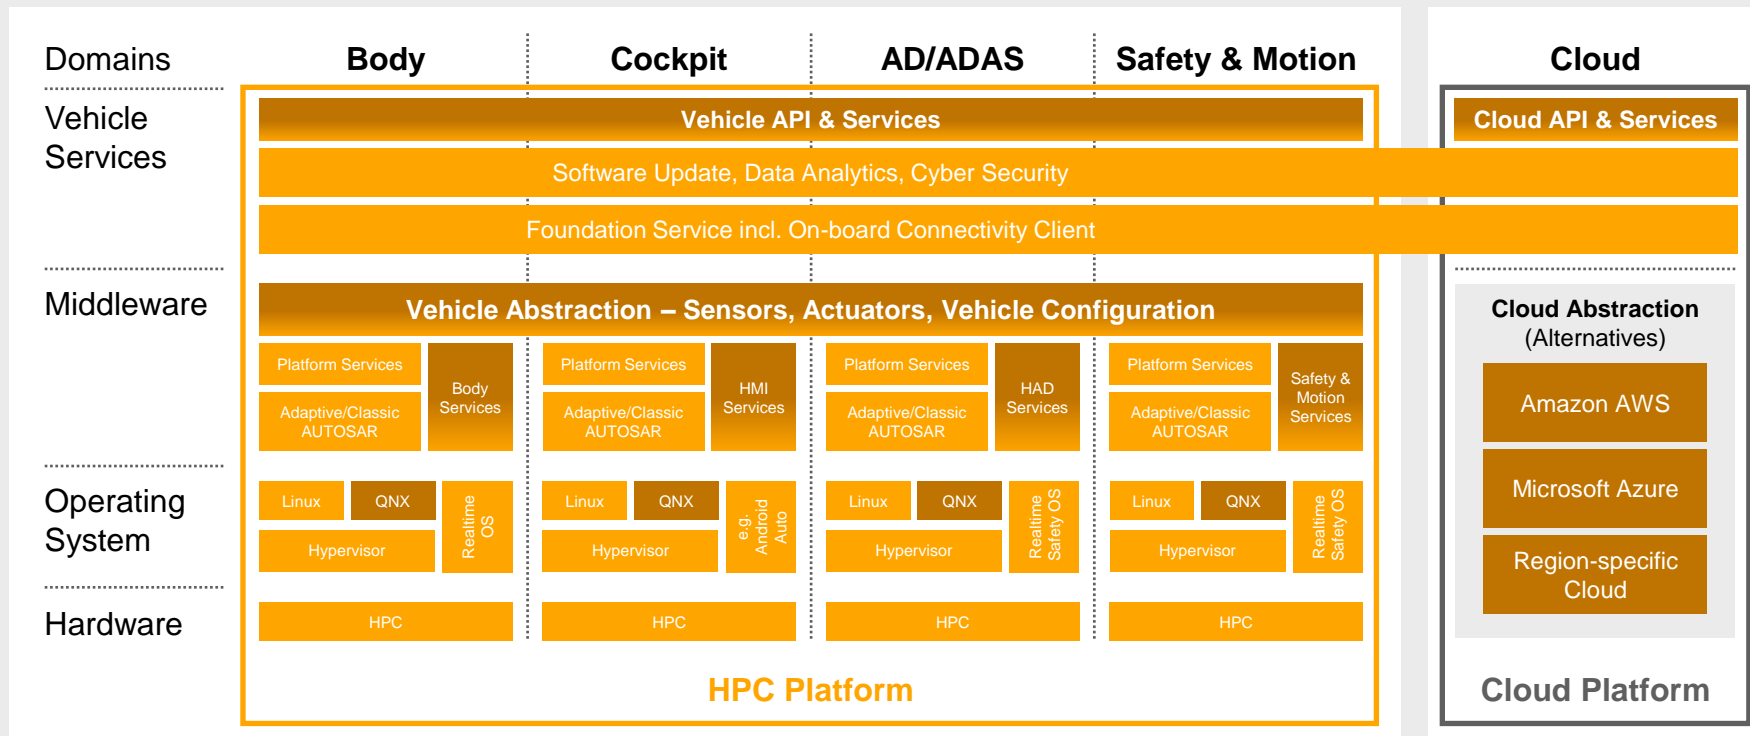 Domains
Body
Cockpit
AD/ADAS
Safety & Motion
Cloud
Vehicle
Services
Vehicle API & Services
Cloud API & Services
Software Update, Data Analytics, Cyber Security
Foundation Service incl. On-board Connectivity Client
Middleware
Vehicle Abstraction – Sensors, Actuators, Vehicle Configuration
Platform Services
Adaptive/Classic
AUTOSAR
Body
Services
Platform Services
Adaptive/Classic
AUTOSAR
HMI
Services
Platform Services
Adaptive/Classic
AUTOSAR
HAD
Services
Platform Services
Adaptive/Classic
AUTOSAR
Safety &
Motion
Services
Operating
System
Linux
QNX
Hypervisor
Realtime
OS
Linux
QNX
Hypervisor
e.g.
Android
Auto
Linux
QNX
Hypervisor
Realtime
Safety OS
Linux
QNX
Hypervisor
Realtime
Safety OS
Hardware
HPC
HPC
HPC
HPC
HPC Platform
Cloud Abstraction
(Alternatives)
Amazon AWS
Microsoft Azure
Region-specific
Cloud
Cloud Platform